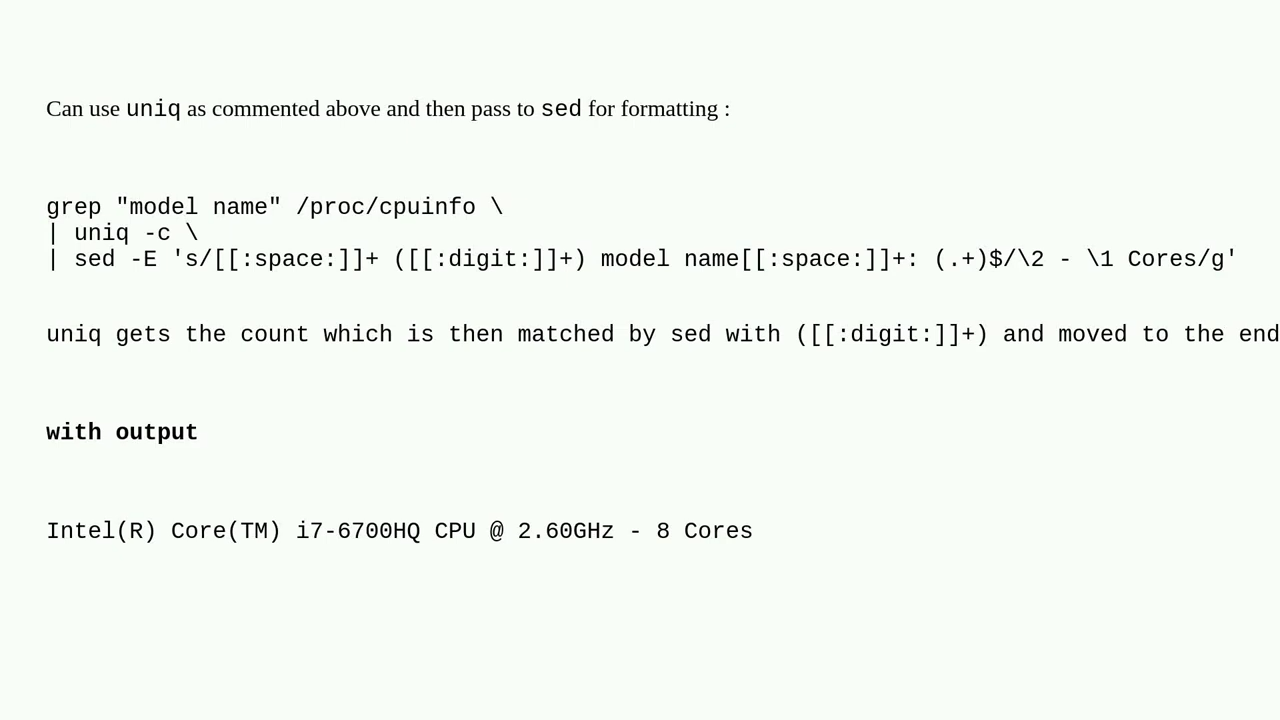 Can use uniq as commented above and then pass to sed for formatting :
grep "model name" /proc/cpuinfo \
| uniq -c \
| sed -E 's/[[:space:]]+ ([[:digit:]]+) model name[[:space:]]+: (.+)$/\2 - \1 Cores/g'
uniq gets the count which is then matched by sed with ([[:digit:]]+) and moved to the end
with output
Intel(R) Core(TM) i7-6700HQ CPU @ 2.60GHz - 8 Cores